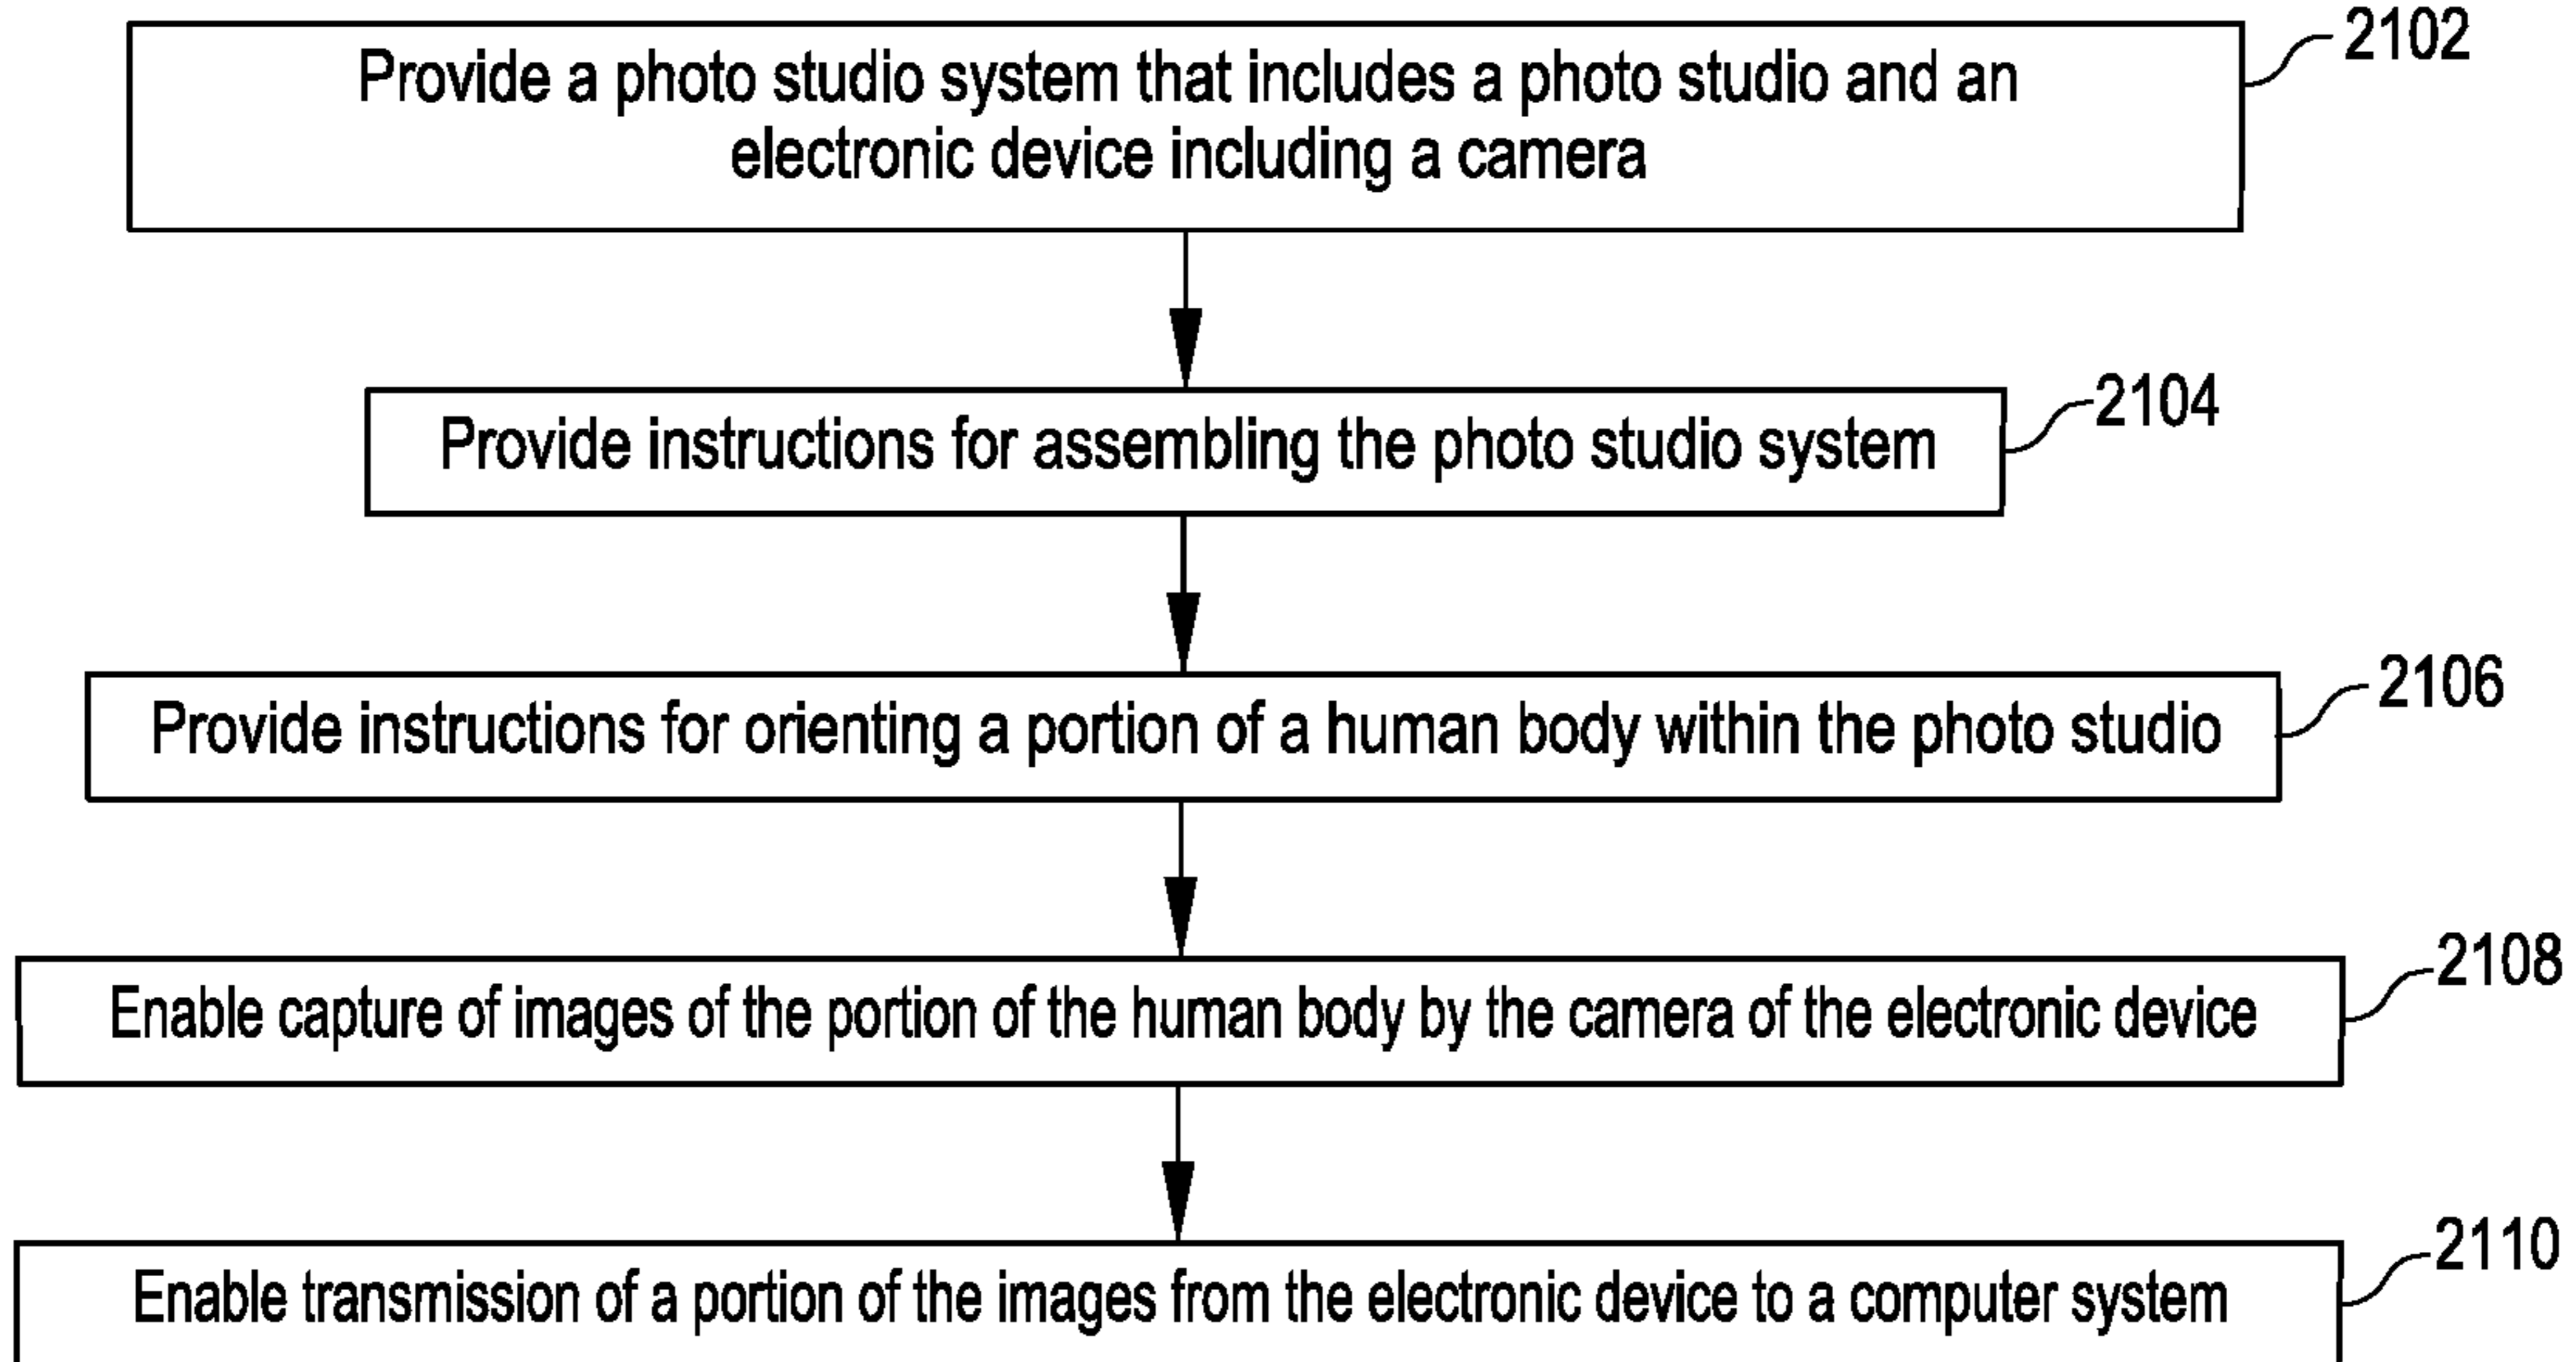 Provide a photo studio system that includes a photo studio and an
electronic device including a camera
2102
Provide instructions for assembling the photo studio system
2104
Provide instructions for orienting a portion of a human body within the photo studio
2106
Enable capture of images of the portion of the human body by the camera of the electronic device
2108
Enable transmission of a portion of the images from the electronic device to a computer system
2110